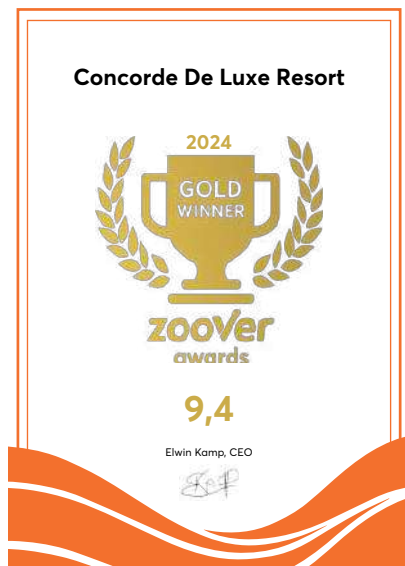 Concorde De Luxe Resort
2024
GOLD
WINNER
zoover
awards
9,4
Elwin Kamp, CEO